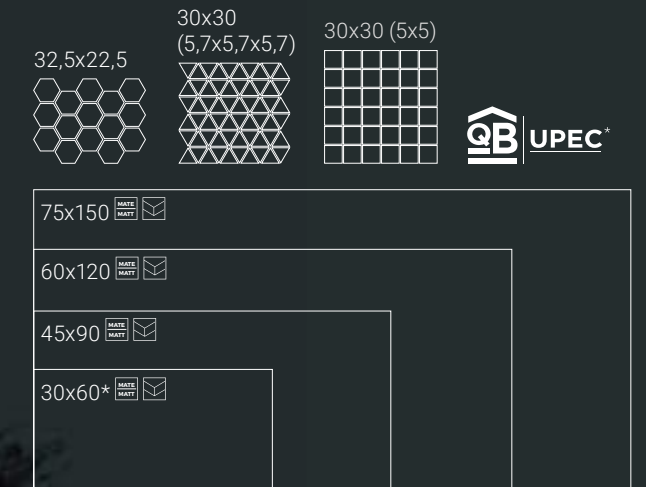 32,5x22,5
30x30
(5,7x5,7x5,7)
30x30 (5x5)
QB UPEC*
75x150 MATE MATT
60x120 MATE MATT
45x90 MATE MATT
30x60* MATE MATT